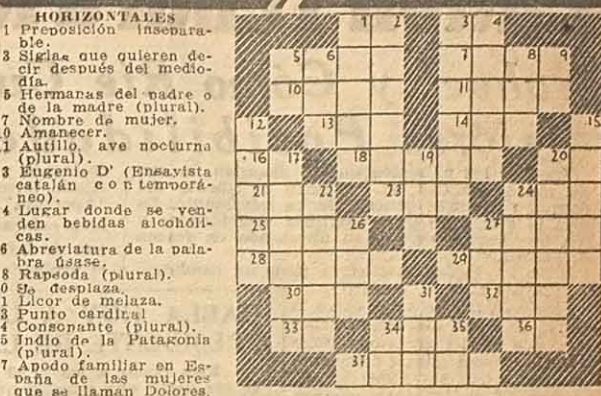 HORIZONTALES
1 Preposición insepara-
ble.
3 Siglas que quieren de-
cir después del medio-
día.
5 Hermanas del padre o
de la madre (plural).
7 Nombre de mujer.
0 Amanecer.
1 Autillo, ave nocturna
(plural).
3 Eugenio D' (Ensayista
catalán contemporá-
neo).
4 Lugar donde se ven-
den bebidas alcohóli-
cas.
6 Abreviatura de la pala-
bra úsase.
8 Rapsoda (plural).
0 Se desplaza.
1 Licor de melaza.
3 Punto cardinal
4 Consonante (plural).
5 Indio de la Patagonia
(plural).
7 Apodo familiar en Es-
paña de las mujeres
que se llaman Dolores.
1 2 3 4
5 6 7 8 9
10 11
12 13 14 15
16 17 18 19 20
21 22 23 24
25 26 27
28 29
30 31 32
33 34 35 36
37